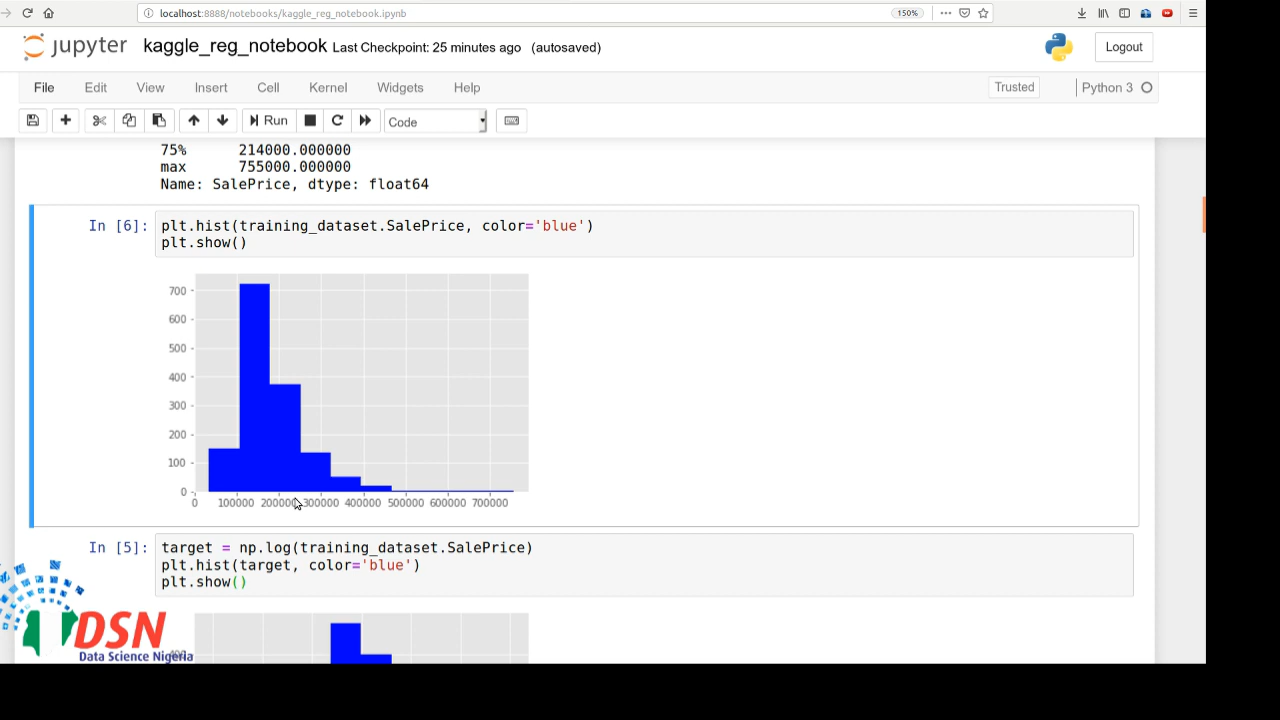 localhost:8888/notebooks/kaggle_reg_notebook.ipynb 150%
jupyter kaggle_reg_notebook Last Checkpoint: 25 minutes ago (autosaved) Logout
File Edit View Insert Cell Kernel Widgets Help Trusted Python 3
Run Code
75% 214000.000000
max 755000.000000
Name: SalePrice, dtype: float64
In [6]: plt.hist(training_dataset.SalePrice, color='blue')
plt.show()
700
600
500
400
300
200
100
0
0 100000 200000 300000 400000 500000 600000 700000
In [5]: target = np.log(training_dataset.SalePrice)
plt.hist(target, color='blue')
plt.show()
DSN
Data Science Nigeria